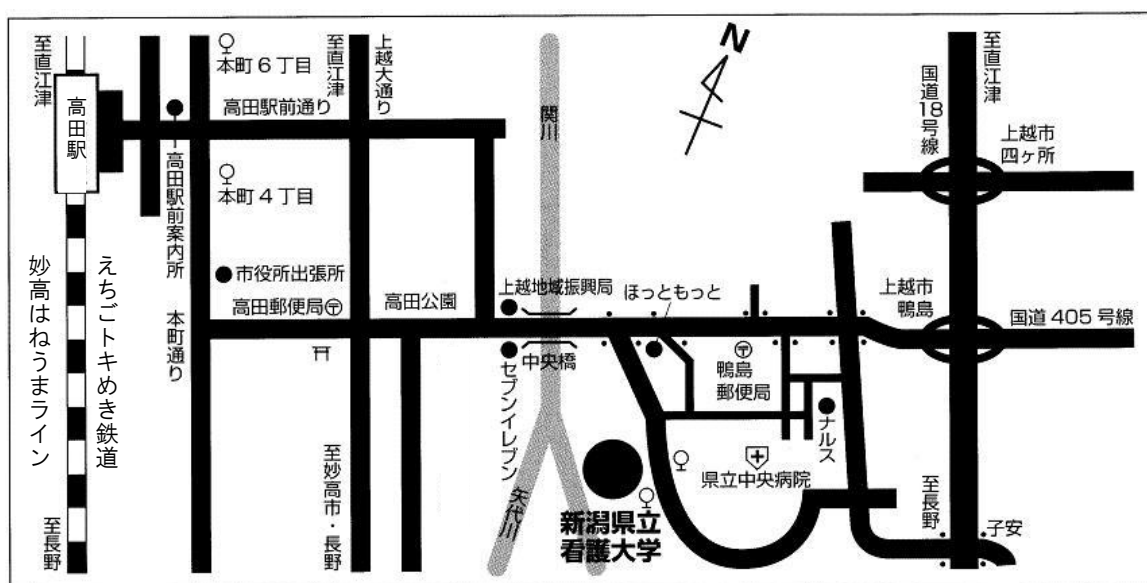 至直江津
高田駅
えちごトキめき鉄道
妙高はねうまライン
至長野
高田駅前案内所
本町6丁目
高田駅前通り
本町4丁目
市役所出張所
高田郵便局
本町通り
至直江津
上越大通り
高田公園
至妙高市・長野
関川
上越地域振興局
中央橋
セブンイレブン
矢代川
N
ほっともっと
鴨島
郵便局
ナルス
県立中央病院
新潟県立
看護大学
国道18号線
至直江津
上越市
四ヶ所
上越市
鴨島
国道405号線
至長野
子安